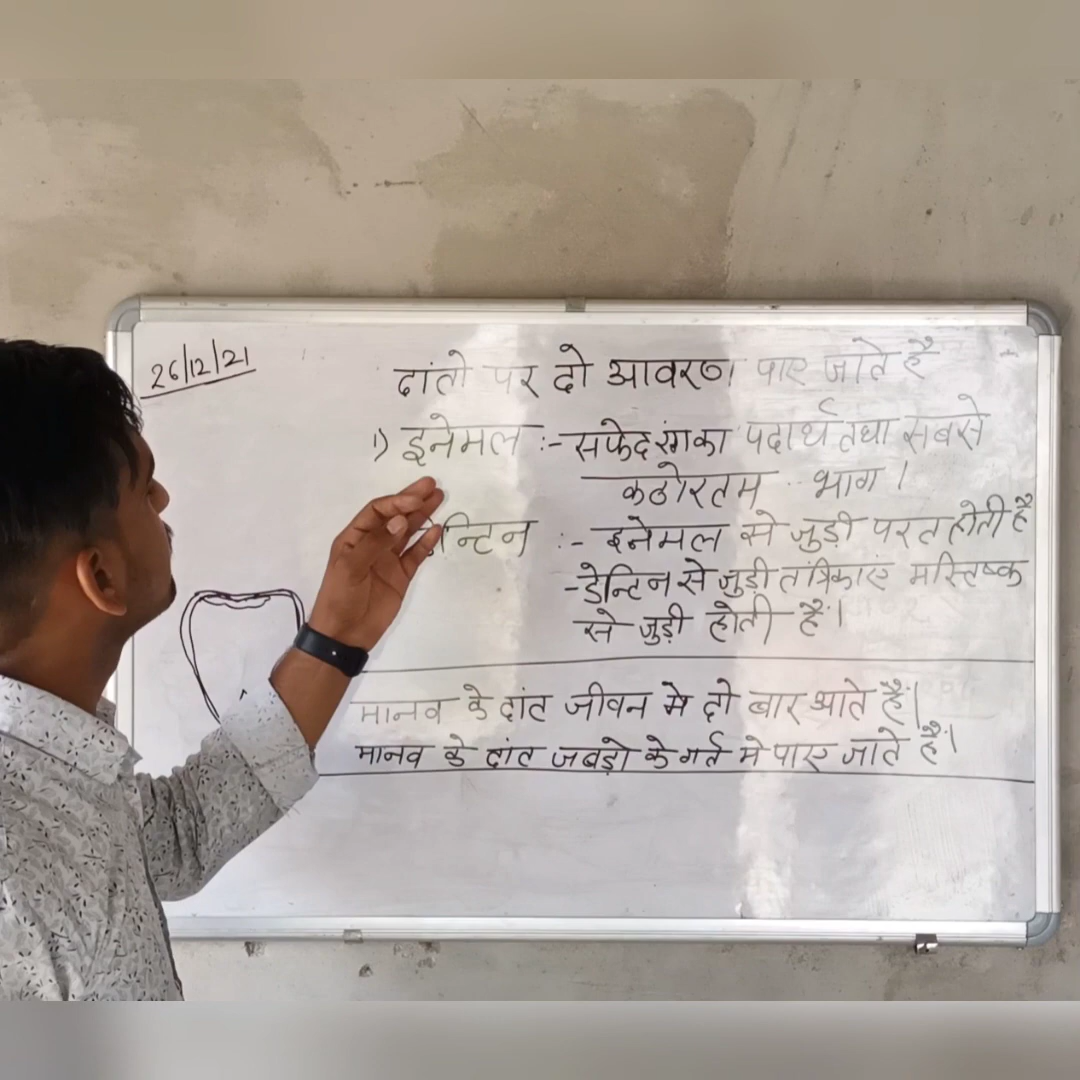 26/12/21
दांतो पर दो आवरण पाए जाते है
1) इनेमल :- सफेद रंग का पदार्थ तथा सबसे
कठोरतम भाग।
न्टिन :- इनेमल से जुड़ी परत होती है
- डेन्टिन से जुड़ी तंत्रिकाएं मस्तिष्क
से जुड़ी होती है।
मानव के दांत जीवन मे दो बार आते हैं।
मानव के दांत जबड़ो के गर्त मे पाए जाते हैं।